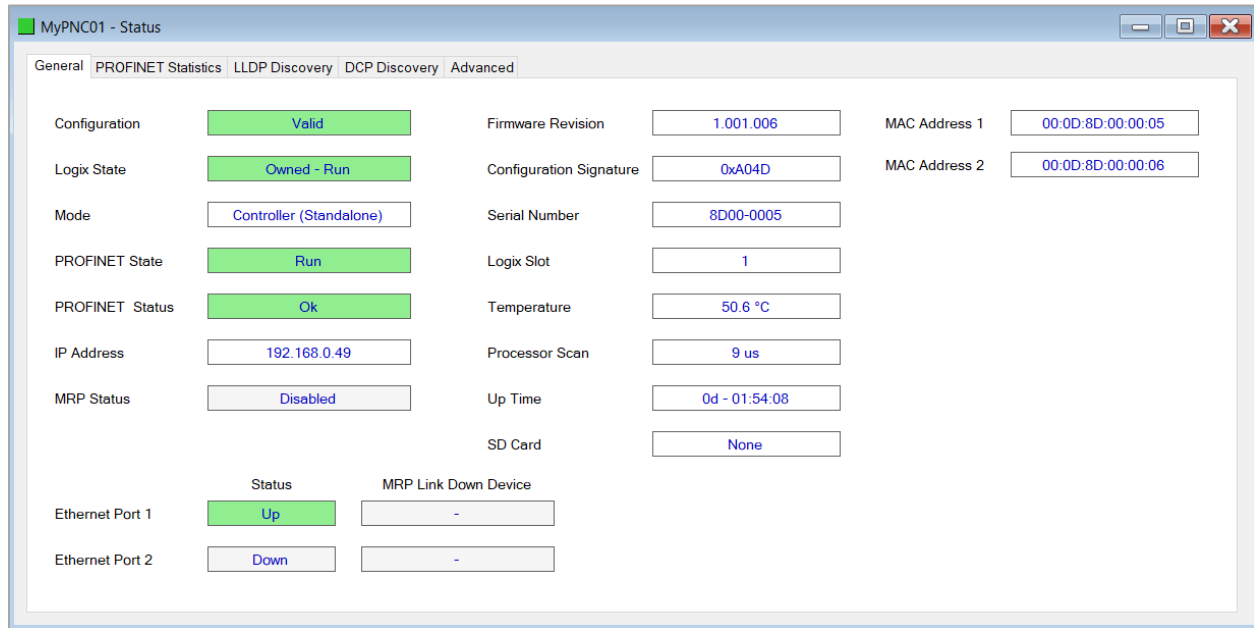 MyPNC01 - Status
General PROFINET Statistics LLDP Discovery DCP Discovery Advanced
Configuration Valid Firmware Revision 1.001.006 MAC Address 1 00:0D:8D:00:00:05
Logix State Owned - Run Configuration Signature 0xA04D MAC Address 2 00:0D:8D:00:00:06
Mode Controller (Standalone) Serial Number 8D00-0005
PROFINET State Run Logix Slot 1
PROFINET Status Ok Temperature 50.6 °C
IP Address 192.168.0.49 Processor Scan 9 us
MRP Status Disabled Up Time 0d - 01:54:08
SD Card None
Status MRP Link Down Device
Ethernet Port 1 Up -
Ethernet Port 2 Down -